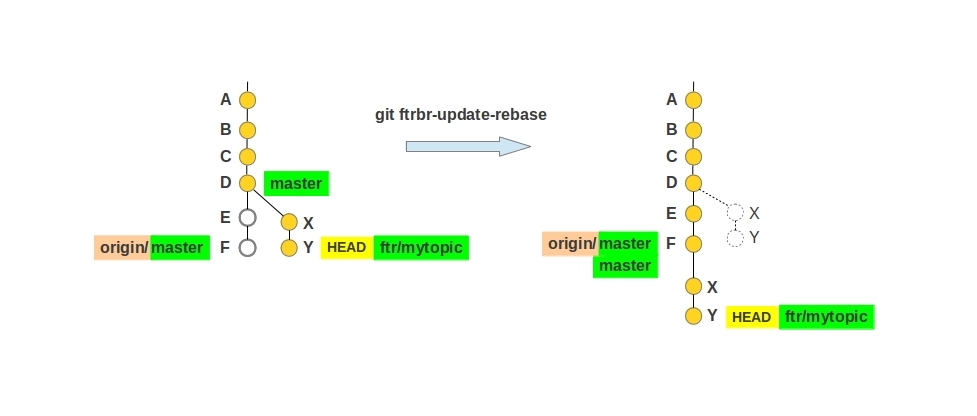 git ftrbr-update-rebase
A
B
C
D master
E
X
origin/master F
Y HEAD ftr/mytopic
A
B
C
D
E
X
Y
origin/master F
master
X
Y HEAD ftr/mytopic